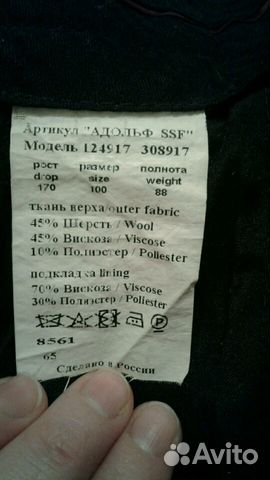 Артикул "АДОЛЬФ SSF"
Модель 124917 308917
рост размер полнота
drop size weight
170 100 88
ткань верха/outer fabric
45% Шерсть / Wool
45% Вискоза / Viscose
10% Полиэстер / Poliester
подкладка lining
70% Вискоза / Viscose
30% Полиэстер / Poliester
8561
65
Сделано в России
Avito